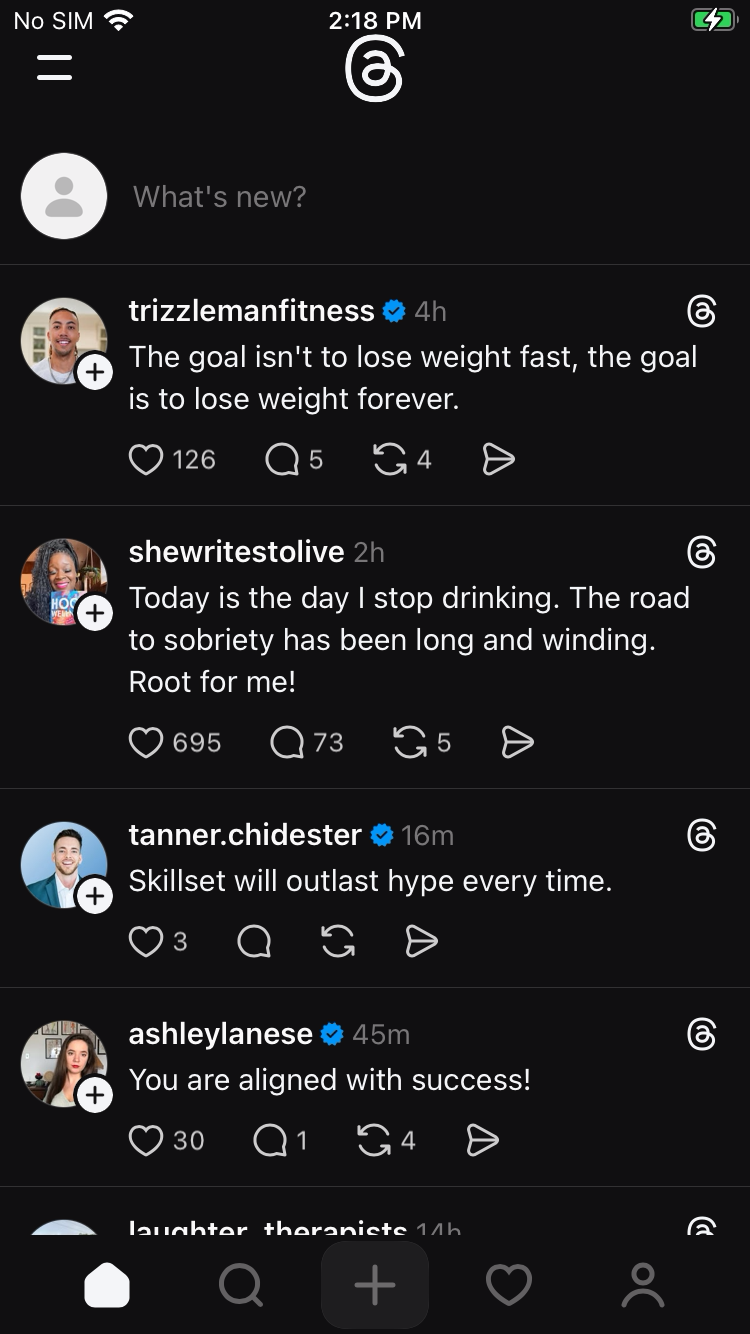 No SIM 2:18 PM
What's new?
trizzlemanfitness 4h
The goal isn't to lose weight fast, the goal
is to lose weight forever.
126 5 4
shewritestolive 2h
Today is the day I stop drinking. The road
to sobriety has been long and winding.
Root for me!
695 73 5
tanner.chidester 16m
Skillset will outlast hype every time.
3
ashleylanese 45m
You are aligned with success!
30 1 4
laughter_therapists 14h